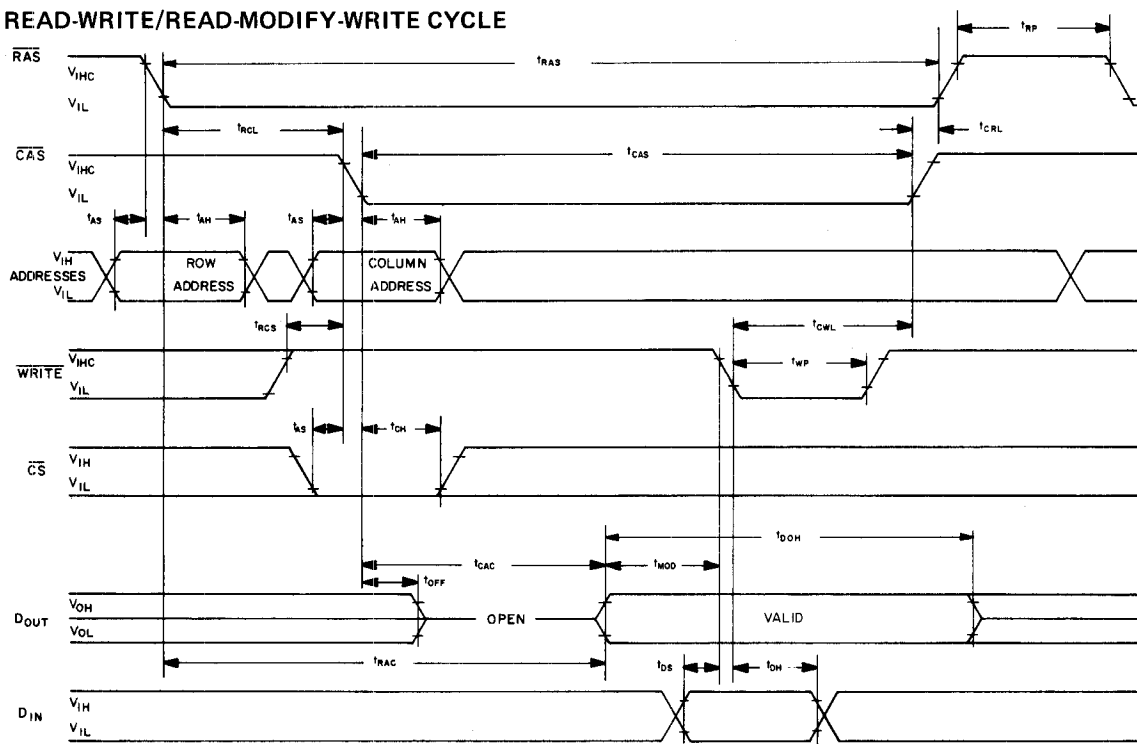 READ-WRITE/READ-MODIFY-WRITE CYCLE
tRP
RAS
VIHC
tRAS
VIL
tRCL
tCRL
CAS
tCAS
VIHC
VIL
tAS
tAH
tAS
tAH
VIH
ADDRESSES
VIL
ROW
ADDRESS
COLUMN
ADDRESS
tRCS
tCWL
VIHC
WRITE
VIL
tWP
tAS
tCH
VIH
CS
VIL
tDOH
tCAC
tMOD
tOFF
VOH
DOUT
VOL
OPEN
VALID
tRAC
tDS
tDH
VIH
DIN
VIL